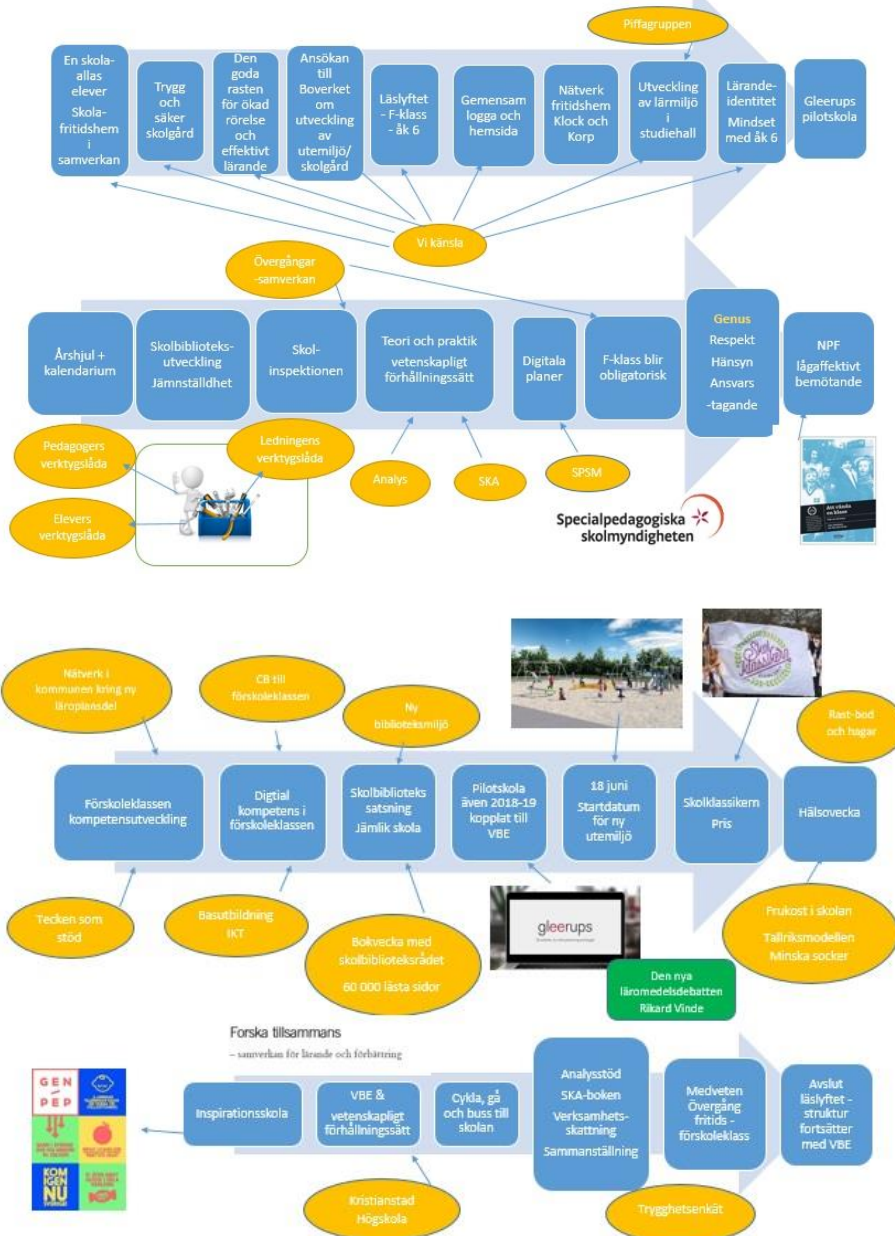 Piffagruppen
En skola-
allas
elever
Skola-
fritidshem
i
samverkan
Trygg
och
säker
skolgård
Den
goda
rasten
för ökad
rörelse
och
effektivt
lärande
Ansökan
till
Boverket
om
utveckling
av
utemiljö/
skolgård
Läslyftet
- F-klass
- åk 6
Gemensam
logga och
hemsida
Nätverk
fritidshem
Klock och
Korp
Utveckling
av lärmiljö
i
studiehall
Lärande-
identitet
Mindset
med åk 6
Gleerups
pilotskola
Vi känsla
Övergångar
-samverkan
Årshjul +
kalendarium
Skolbiblioteks-
utveckling
Jämnställdhet
Skol-
inspektionen
Teori och praktik
vetenskapligt
förhållningssätt
Digitala
planer
F-klass blir
obligatorisk
Genus
Respekt
Hänsyn
Ansvars
-tagande
NPF
lågaffektivt
bemötande
Pedagogers
verktygslåda
Ledningens
verktygslåda
Elevers
verktygslåda
Analys
SKA
SPSM
Specialpedagogiska
skolmyndigheten
Att vända
en klass
Nätverk i
kommunen kring ny
läroplansdel
CB till
förskoleklassen
Ny
biblioteksmiljö
Skol
klassikern
Rast-bod
och hagar
Förskoleklassen
kompetensutveckling
Digtial
kompetens i
förskoleklassen
Skolbiblioteks
satsning
Jämlik skola
Pilotskola
även 2018-19
kopplat till
VBE
18 juni
Startdatum
för ny
utemiljö
Skolklassikern
Pris
Hälsovecka
Tecken som
stöd
Basutbildning
IKT
Bokvecka med
skolbiblioteksrådet
60 000 lästa sidor
gleerups
Den nya
läromedelsdebatten
Rikard Vinde
Frukost i skolan
Tallriksmodellen
Minska socker
Forska tillsammans
– samverkan för lärande och förbättring
GEN
PEP
KOM
IGEN
NU
Inspirationsskola
VBE &
vetenskapligt
förhållningssätt
Cykla, gå
och buss till
skolan
Analysstöd
SKA-boken
Verksamhets-
skattning
Sammanställning
Medveten
Övergång
fritids -
förskoleklass
Avslut
läslyftet -
struktur
fortsätter
med VBE
Kristianstad
Högskola
Trygghetsenkät